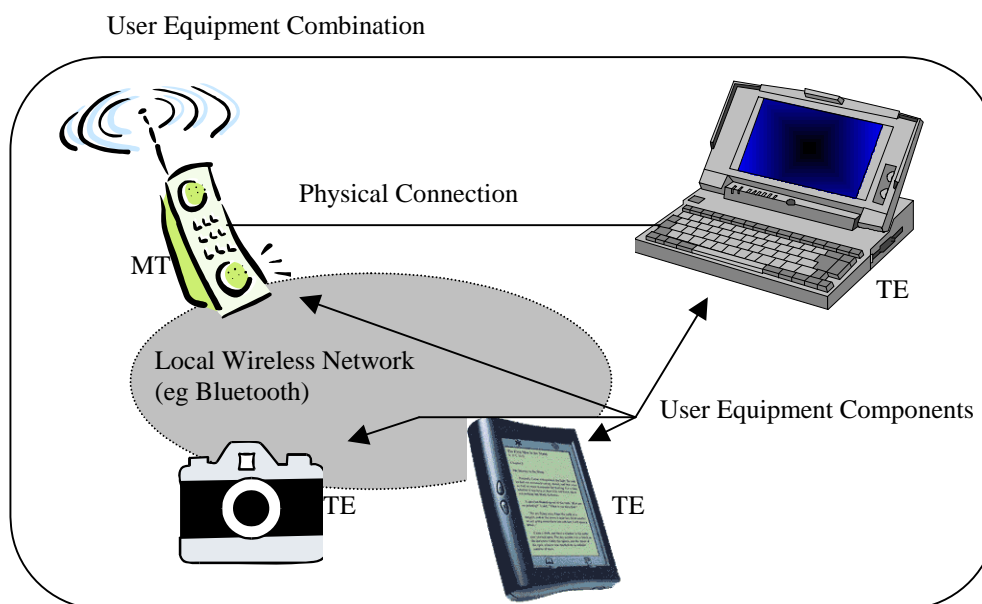 User Equipment Combination
Physical Connection
MT
TE
Local Wireless Network
(eg Bluetooth)
User Equipment Components
TE
TE